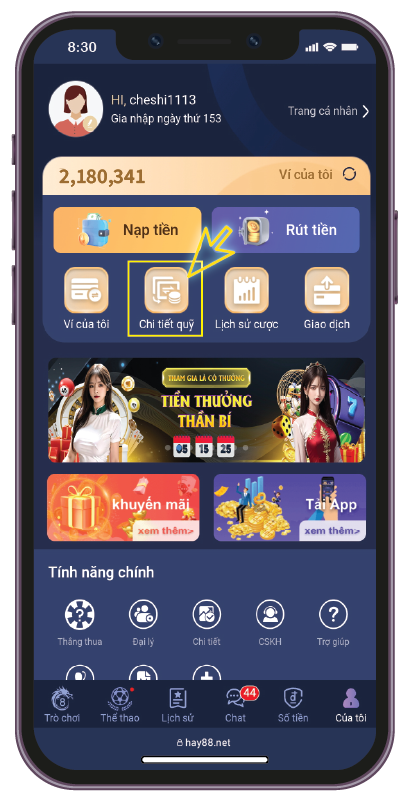 8:30
HI, cheshi1113
Gia nhập ngày thứ 153
Trang cá nhân
2,180,341
Ví của tôi
Nạp tiền
Rút tiền
Ví của tôi
Chi tiết quỹ
Lịch sử cược
Giao dịch
THAM GIA LÀ CÓ THƯỞNG
TIỀN THƯỞNG
THẦN BÍ
05 15 25
khuyến mãi
xem thêm>
Tải App
xem thêm>
Tính năng chính
Thắng thua
Đại lý
Chi tiết
CSKH
Trợ giúp
44
Trò chơi
Thể thao
Lịch sử
Chat
Số tiền
Của tôi
hay88.net